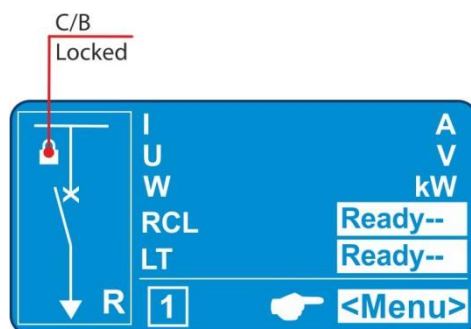 C/B
Locked
I A
U V
W kW
RCL Ready--
LT Ready--
R 1 <Menu>